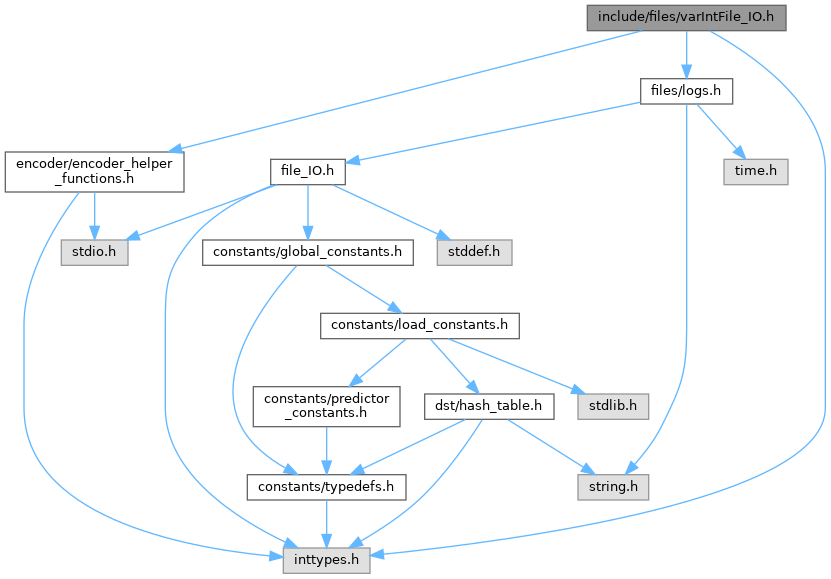 include/files/varIntFile_IO.h
files/logs.h
encoder/encoder_helper
_functions.h
file_IO.h
time.h
stdio.h
constants/global_constants.h
stddef.h
constants/load_constants.h
constants/predictor
_constants.h
dst/hash_table.h
stdlib.h
constants/typedefs.h
string.h
inttypes.h